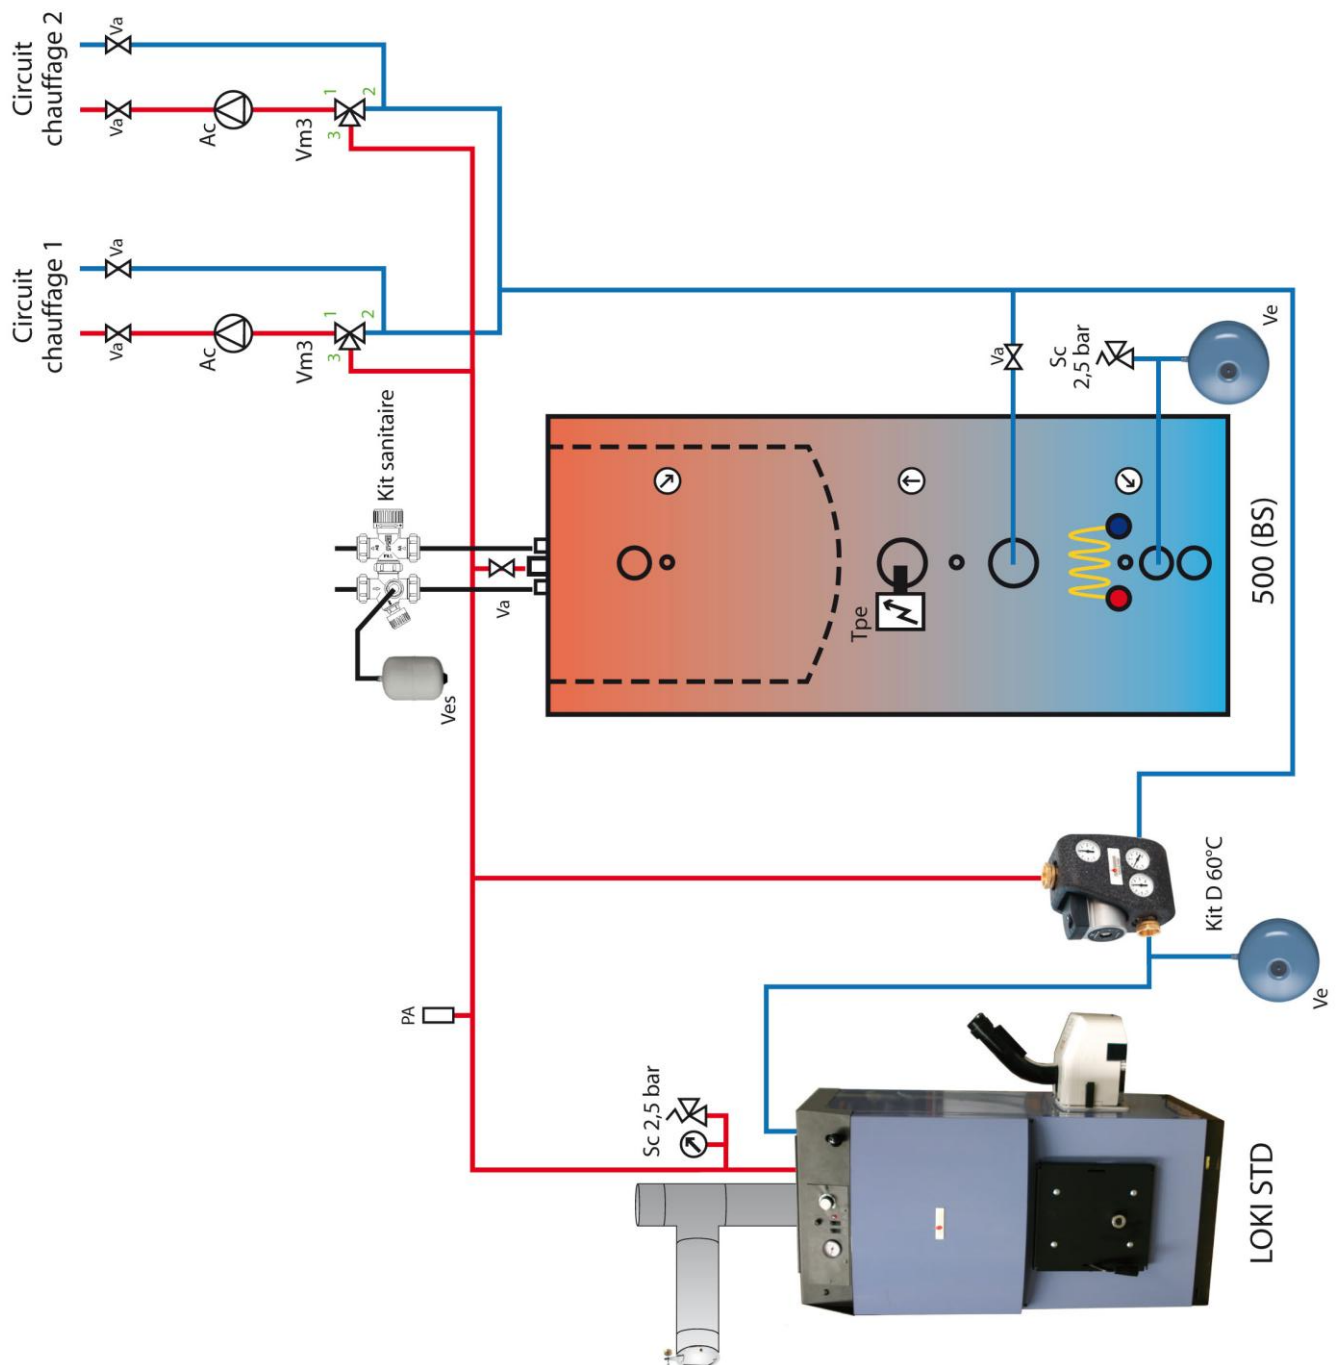 Circuit
chauffage 2
Va
Va
Ac
1
2
3
Vm3
Circuit
chauffage 1
Va
Va
Ac
1
2
3
Vm3
Kit sanitaire
Va
Ves
PA
Sc 2,5 bar
Tpe
Va
Sc
2,5 bar
Ve
500 (BS)
Kit D 60°C
Ve
LOKI STD